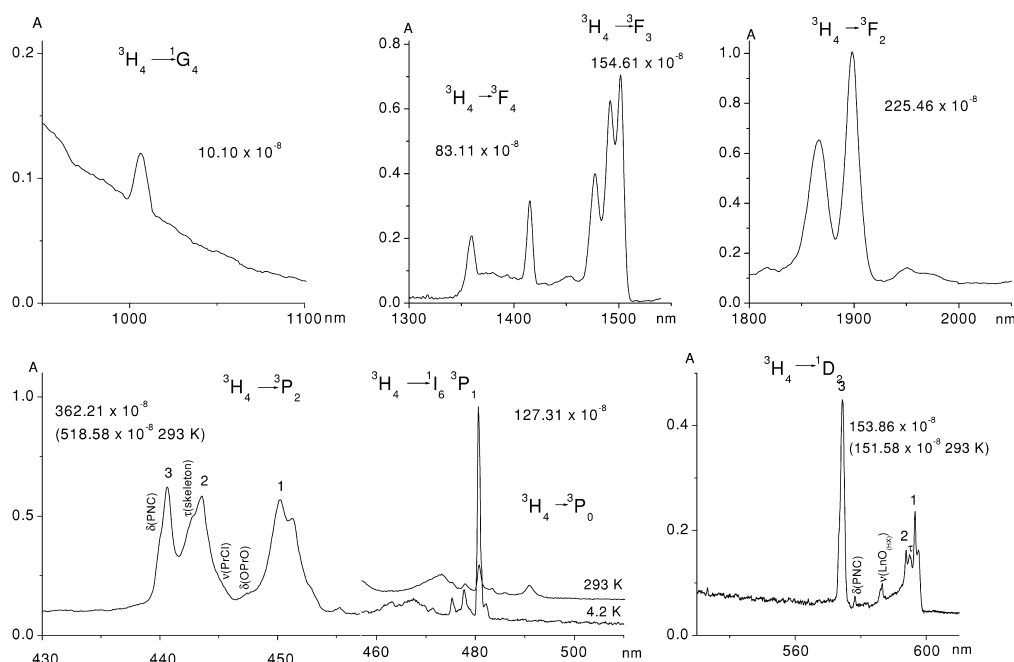 A
0.2
0.1
0.0
³H₄ → ¹G₄
10.10 x 10⁻⁸
1000
1100 nm
A
0.8
0.6
0.4
0.2
0.0
³H₄ → ³F₃
154.61 x 10⁻⁸
³H₄ → ³F₄
83.11 x 10⁻⁸
1300
1400
1500
nm
A
1.0
0.8
0.6
0.4
0.2
0.0
³H₄ → ³F₂
225.46 x 10⁻⁸
1800
1900
2000
nm
A
1.0
0.5
0.0
³H₄ → ³P₂
362.21 x 10⁻⁸
(518.58 x 10⁻⁸ 293 K)
δ(PNC)
3
τ(skeleton)
2
ν(PrCl)
δ(OPrO)
1
³H₄ → ¹I₆ ³P₁
127.31 x 10⁻⁸
³H₄ → ³P₀
293 K
4.2 K
430
440
450
460
480
500
nm
A
0.4
0.2
0.0
³H₄ → ¹D₂
3
153.86 x 10⁻⁸
(151.58 x 10⁻⁸ 293 K)
δ(PNC)
ν(LnO₍HX₎)
2
τ
1
560
600
nm